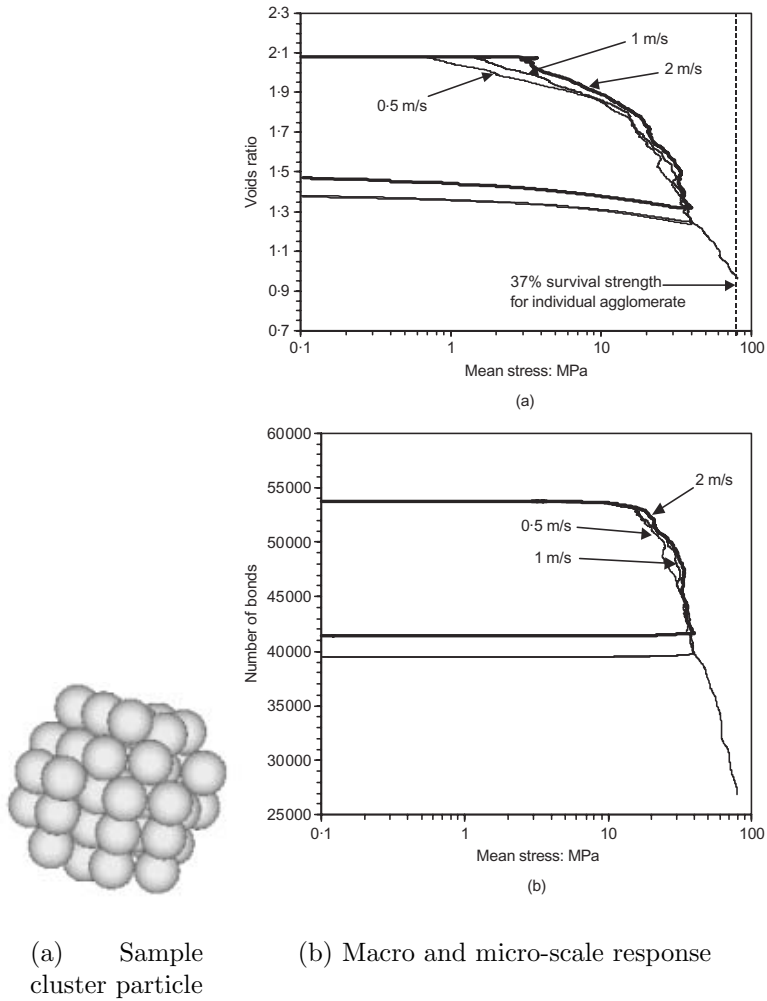 2·3
2·1
1·9
1·7
1·5
1·3
1·1
0·9
0·7
Voids ratio
1 m/s
2 m/s
0·5 m/s
37% survival strength
for individual agglomerate
0·1
1
10
100
Mean stress: MPa
(a)
60000
55000
50000
45000
40000
35000
30000
25000
Number of bonds
2 m/s
0·5 m/s
1 m/s
0·1
1
10
100
Mean stress: MPa
(b)
(a) Sample
cluster particle
(b) Macro and micro-scale response